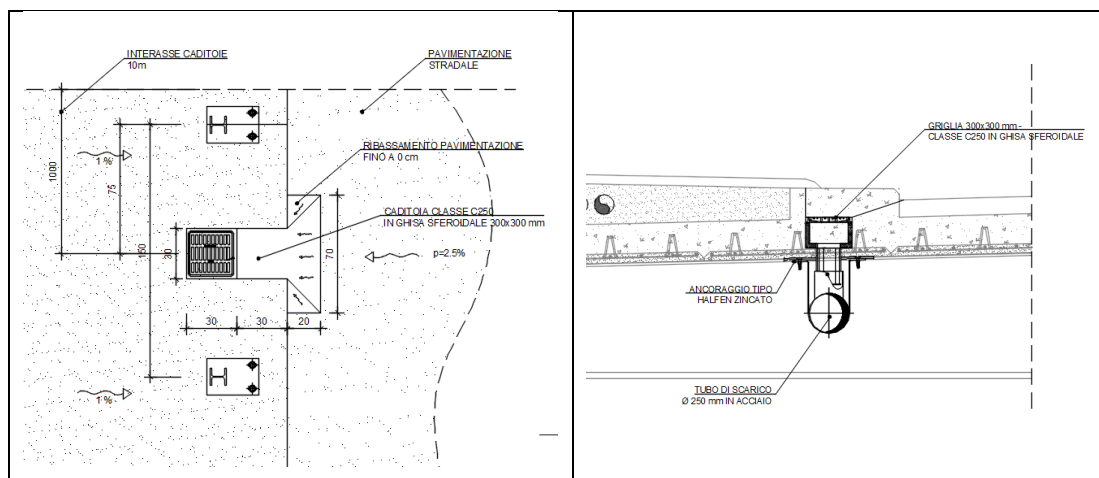 INTERASSE CADITOIE
10m
PAVIMENTAZIONE
STRADALE
RIBASSAMENTO PAVIMENTAZIONE
FINO A 0 cm
1 %
1000
75
150
CADITOIA CLASSE C250
IN GHISA SFEROIDALE 300x300 mm
30
70
p=2.5%
30
30
20
1 %
GRIGLIA 300x300 mm -
CLASSE C250 IN GHISA SFEROIDALE
ANCORAGGIO TIPO
HALFEN ZINCATO
TUBO DI SCARICO
Ø 250 mm IN ACCIAIO